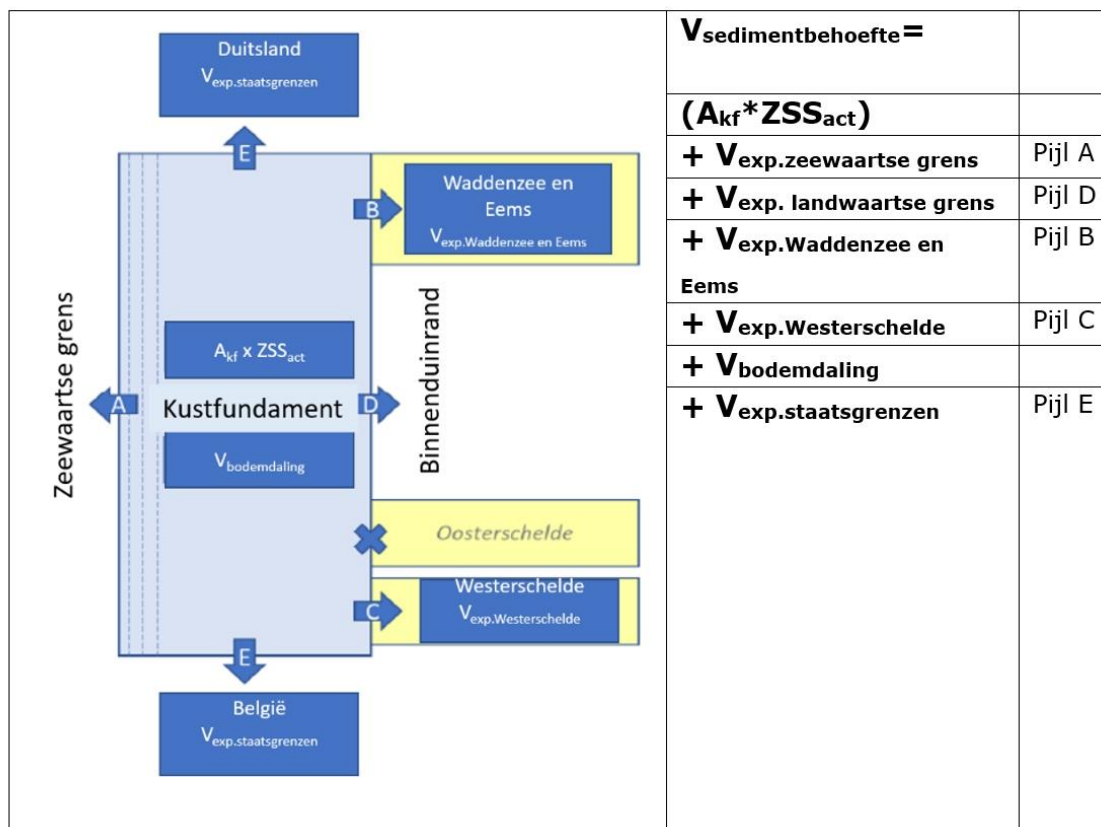 Duitsland
Vexp.staatsgrenzen
E
Waddenzee en
Eems
Vexp.Waddenzee en Eems
B
Zeewaartse grens
A
Akf x ZSSact
Kustfundament
Vbodemdaling
D
Binnenduinrand
Oosterschelde
Westerschelde
Vexp.Westerschelde
C
E
België
Vexp.staatsgrenzen
Vsedimentbehoefte=
(Akf*ZSSact)
+ Vexp.zeewaartse grens Pijl A
+ Vexp. landwaartse grens Pijl D
+ Vexp.Waddenzee en Pijl B
Eems
+ Vexp.Westerschelde Pijl C
+ Vbodemdaling
+ Vexp.staatsgrenzen Pijl E